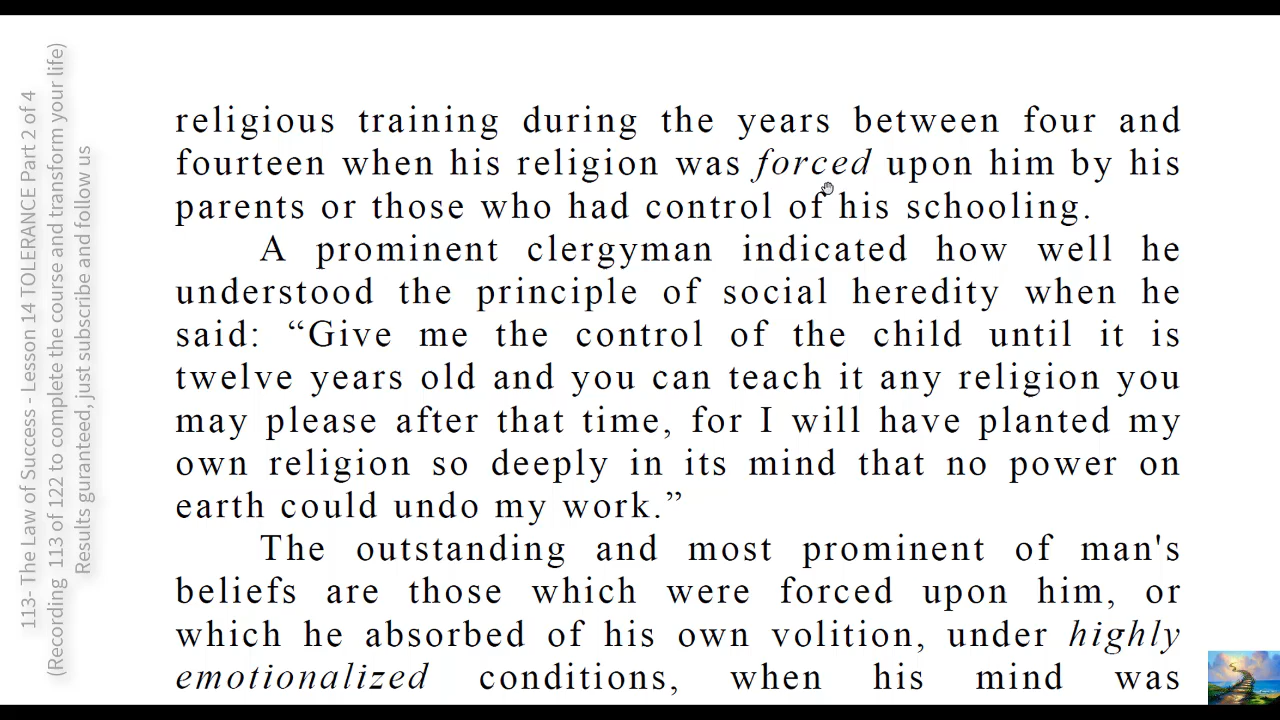 113- The Law of Success - Lesson 14 TOLERANCE Part 2 of 4
(Recording 113 of 122 to complete the course and transform your life)
Results guranteed, just subscribe and follow us
religious training during the years between four and
fourteen when his religion was forced upon him by his
parents or those who had control of his schooling.
A prominent clergyman indicated how well he
understood the principle of social heredity when he
said: “Give me the control of the child until it is
twelve years old and you can teach it any religion you
may please after that time, for I will have planted my
own religion so deeply in its mind that no power on
earth could undo my work.”
The outstanding and most prominent of man's
beliefs are those which were forced upon him, or
which he absorbed of his own volition, under highly
emotionalized conditions, when his mind was